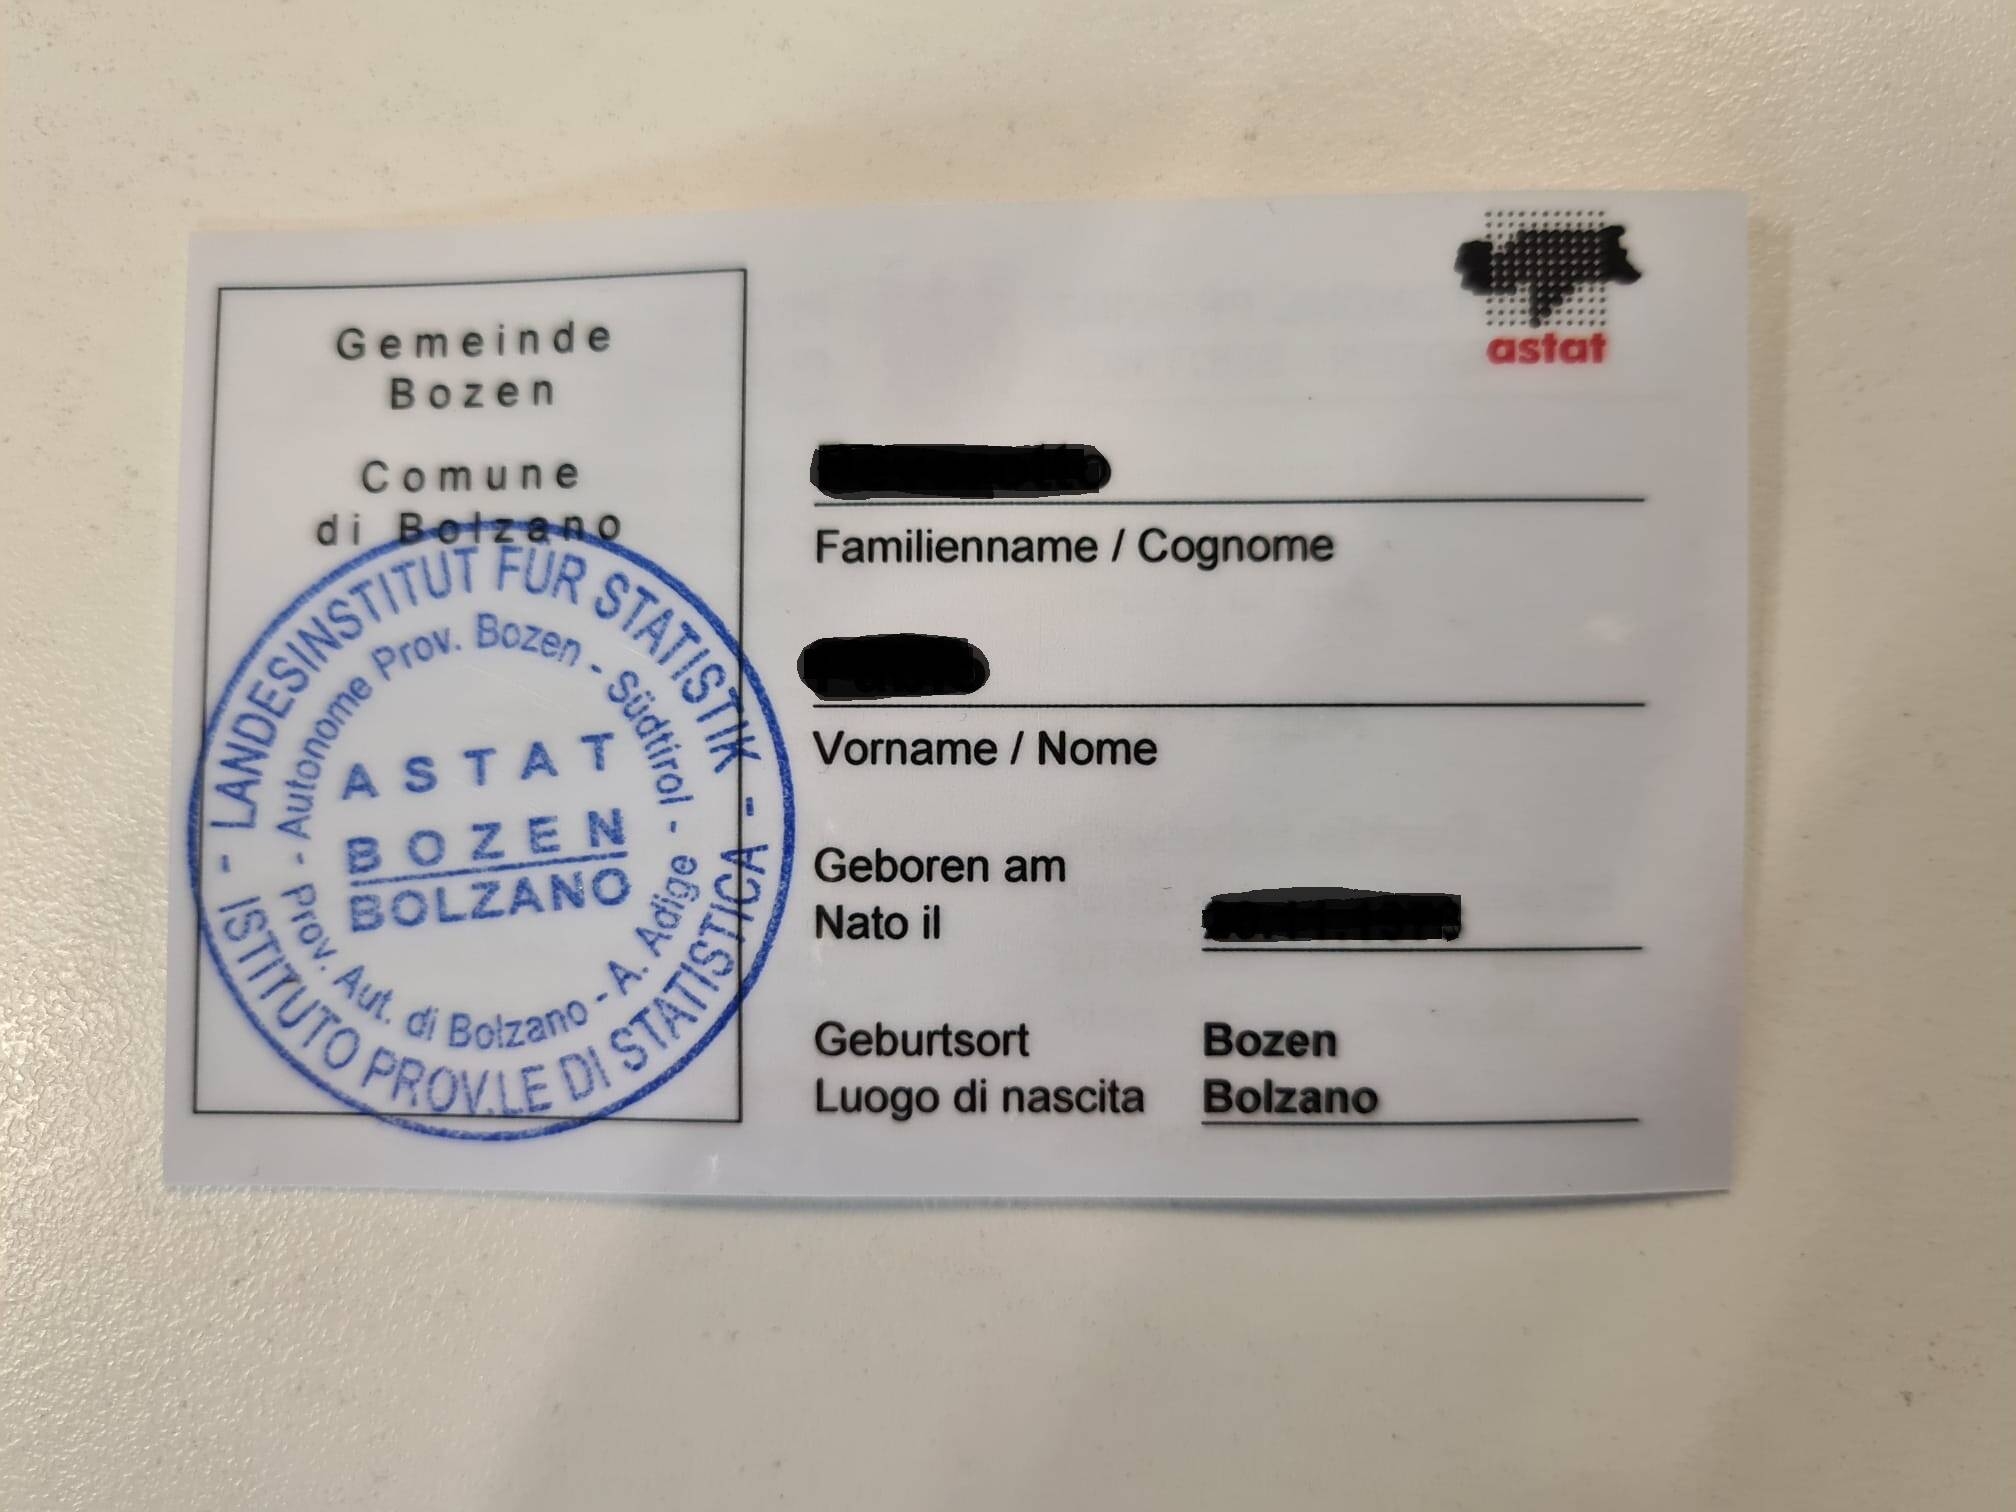 Gemeinde
Bozen
Comune
di Bolzano
- LANDESINSTITUT FÜR STATISTIK -
ISTITUTO PROV.LE DI STATISTICA
- Autonome Prov. Bozen - Südtirol -
Prov. Aut. di Bolzano - A. Adige
ASTAT
BOZEN
BOLZANO
astat
Familienname / Cognome
Vorname / Nome
Geboren am
Nato il
Geburtsort Bozen
Luogo di nascita Bolzano